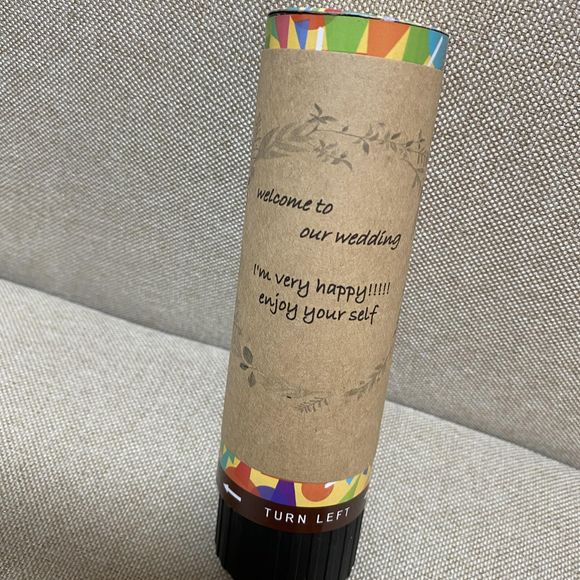 welcome to
our wedding
I'm very happy!!!!!
enjoy your self
TURN LEFT